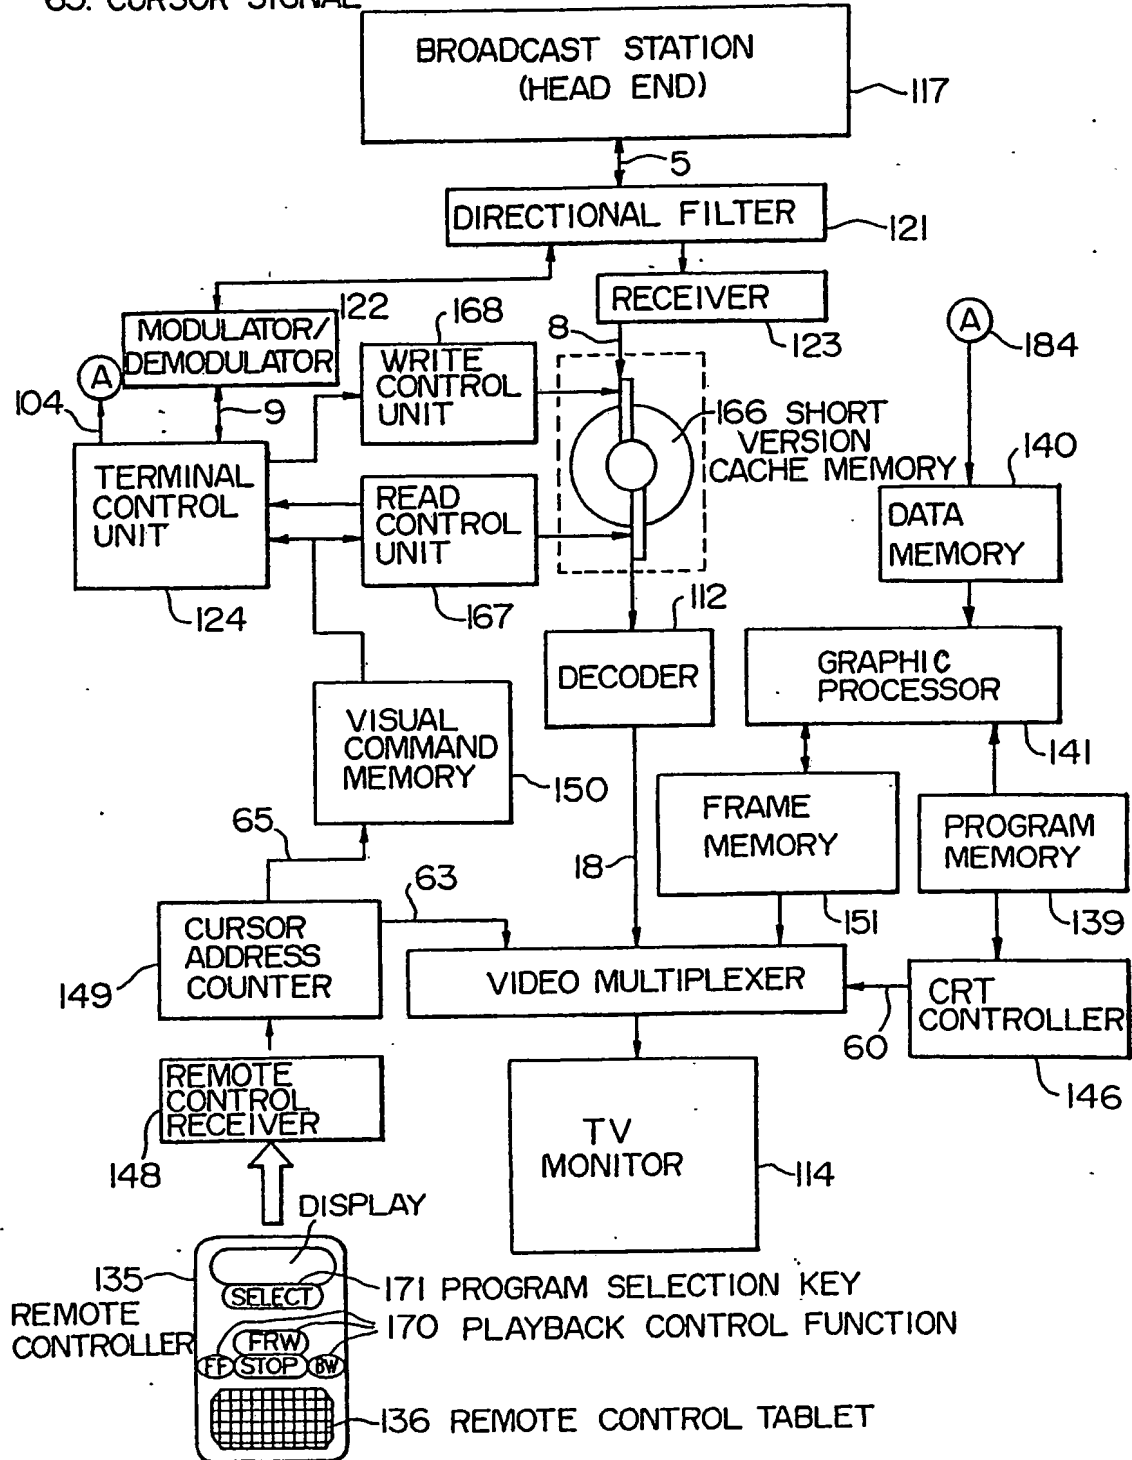 65: CURSOR SIGNAL
BROADCAST STATION
(HEAD END)
117
5
DIRECTIONAL FILTER
121
RECEIVER
123
122
MODULATOR/
DEMODULATOR
168
WRITE
CONTROL
UNIT
8
A
184
A
104
9
166 SHORT
VERSION
CACHE MEMORY
140
TERMINAL
CONTROL
UNIT
READ
CONTROL
UNIT
DATA
MEMORY
124
167
112
DECODER
GRAPHIC
PROCESSOR
141
VISUAL
COMMAND
MEMORY
150
FRAME
MEMORY
151
PROGRAM
MEMORY
139
65
18
63
CURSOR
ADDRESS
COUNTER
149
VIDEO MULTIPLEXER
60
CRT
CONTROLLER
146
REMOTE
CONTROL
RECEIVER
148
TV
MONITOR
114
DISPLAY
135
REMOTE
CONTROLLER
SELECT
171 PROGRAM SELECTION KEY
FRW
170 PLAYBACK CONTROL FUNCTION
FF
STOP
BW
136 REMOTE CONTROL TABLET